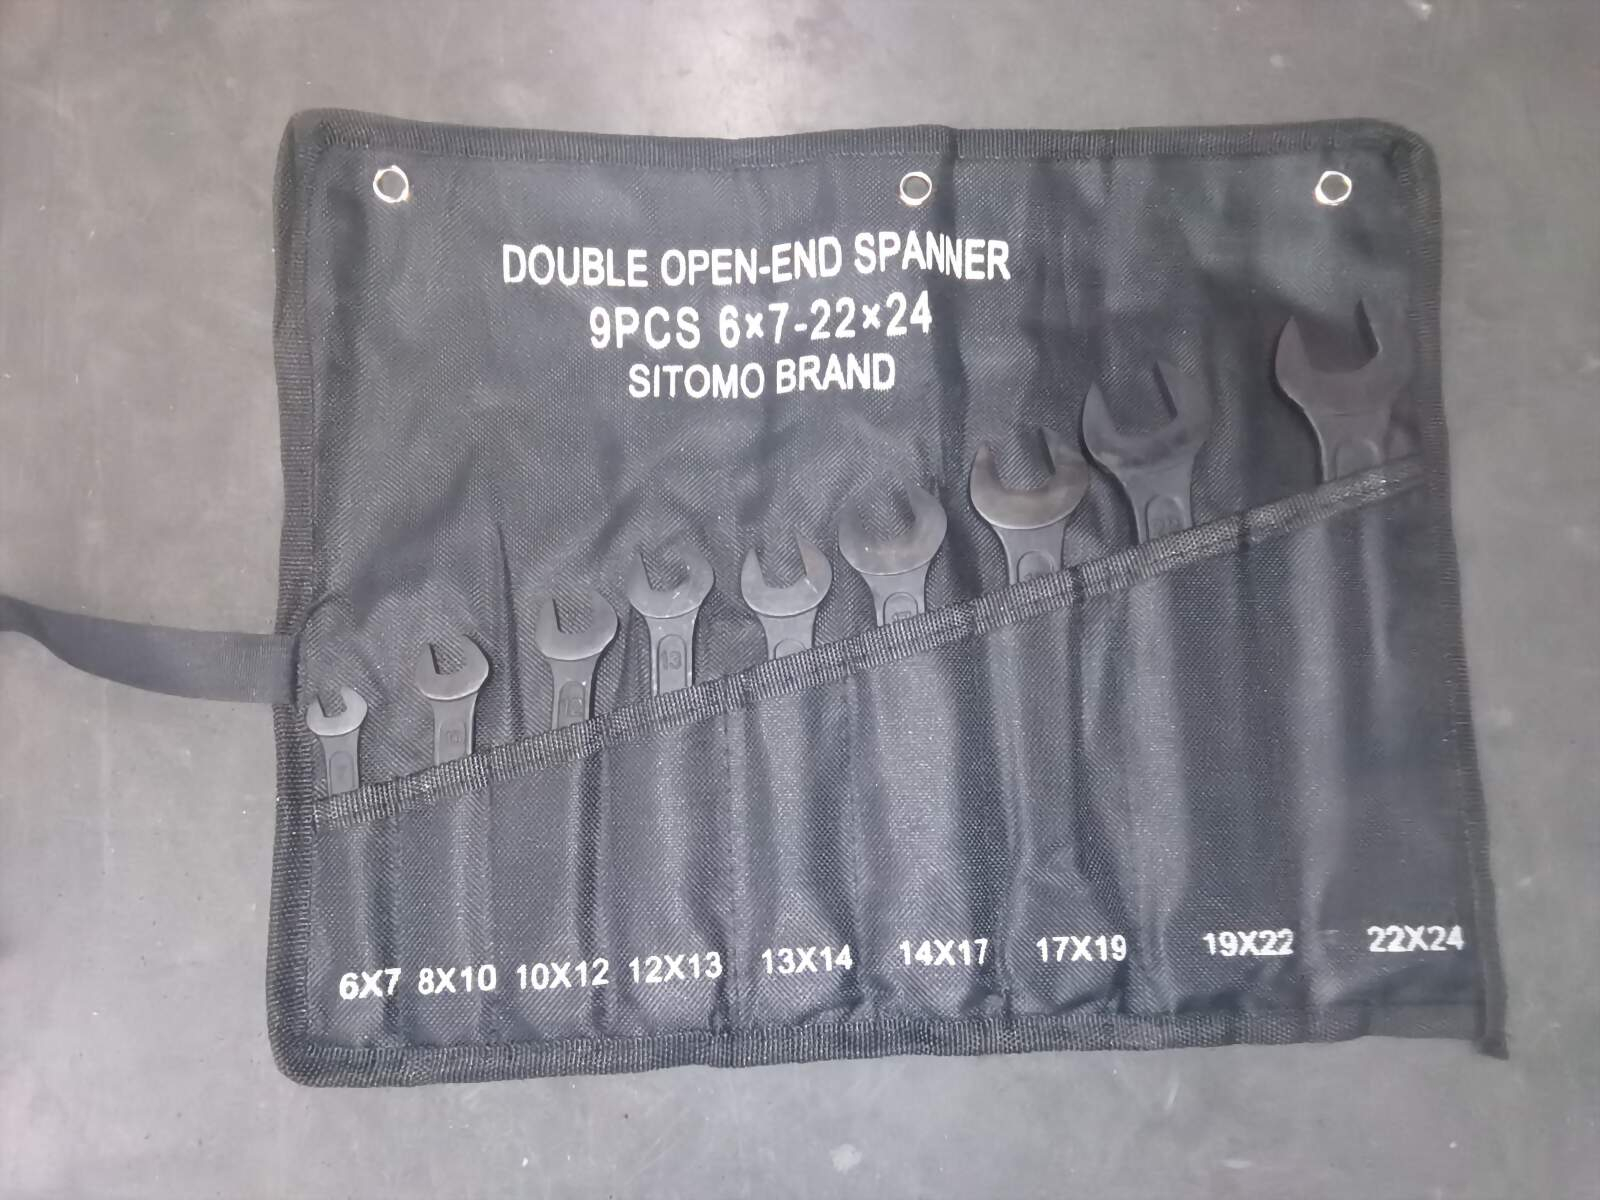 DOUBLE OPEN-END SPANNER
9PCS 6×7-22×24
SITOMO BRAND
13
6X7 8X10 10X12 12X13 13X14 14X17 17X19 19X22 22X24